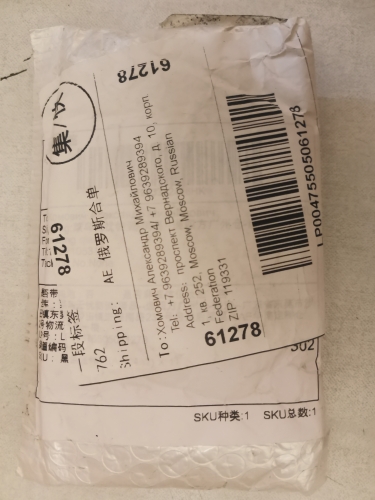 61278
集/A
一段标签
762
AE 俄罗斯合单
Shipping:
To: Хомович Александр Михайлович
Tel: +7 9639289394/ +7 9639289394
Address: проспект Вернадского, д. 10, корп
1, кв 252, Moscow, Moscow, Russian
Federation
ZIP 119331
61278
61278
LP00475505061278
302
SKU种类:1 SKU总数:1